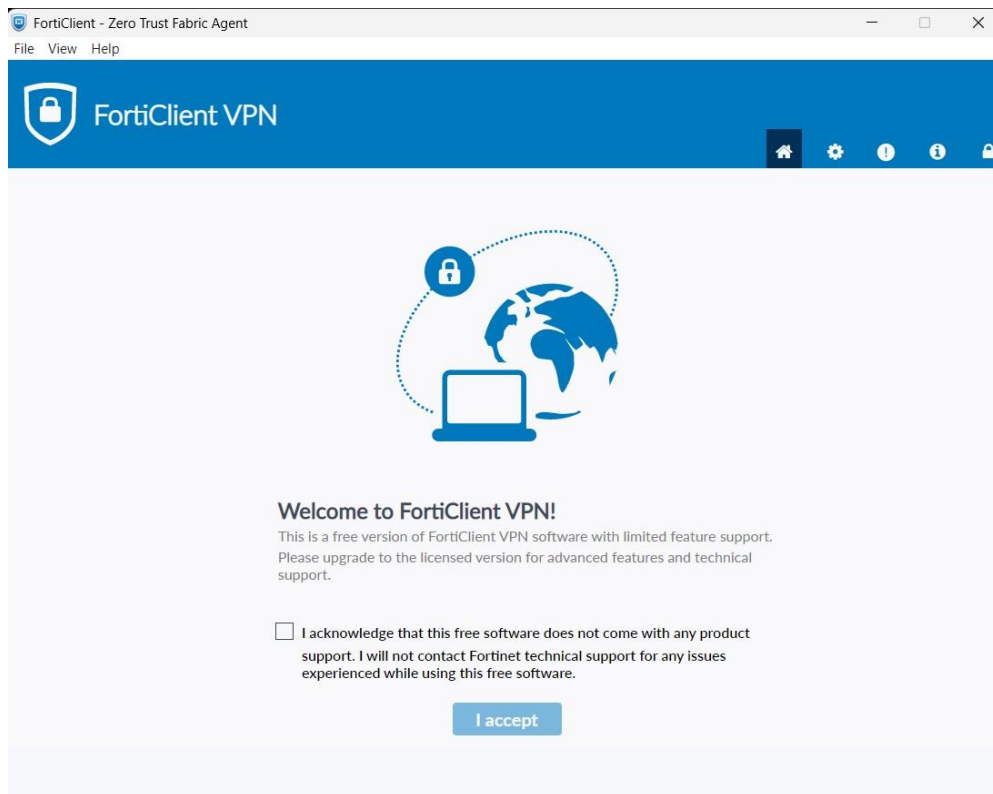 FortiClient - Zero Trust Fabric Agent
File View Help
FortiClient VPN
Welcome to FortiClient VPN!
This is a free version of FortiClient VPN software with limited feature support.
Please upgrade to the licensed version for advanced features and technical
support.
I acknowledge that this free software does not come with any product
support. I will not contact Fortinet technical support for any issues
experienced while using this free software.
I accept